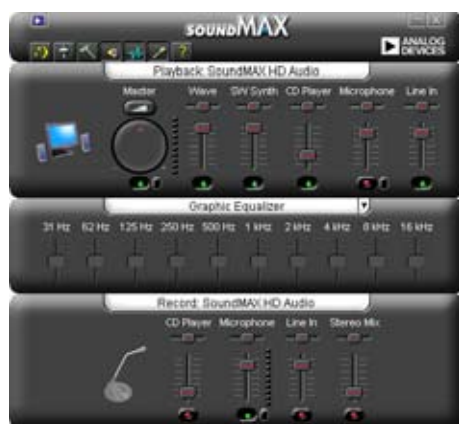 SOUNDMAX
ANALOG
DEVICES
?
Playback: SoundMAX HD Audio
Master Wave SW Synth CD Player Microphone Line In
Graphic Equalizer
31 Hz 62 Hz 125 Hz 250 Hz 500 Hz 1 kHz 2 kHz 4 kHz 8 kHz 16 kHz
Record: SoundMAX HD Audio
CD Player Microphone Line In Stereo Mix